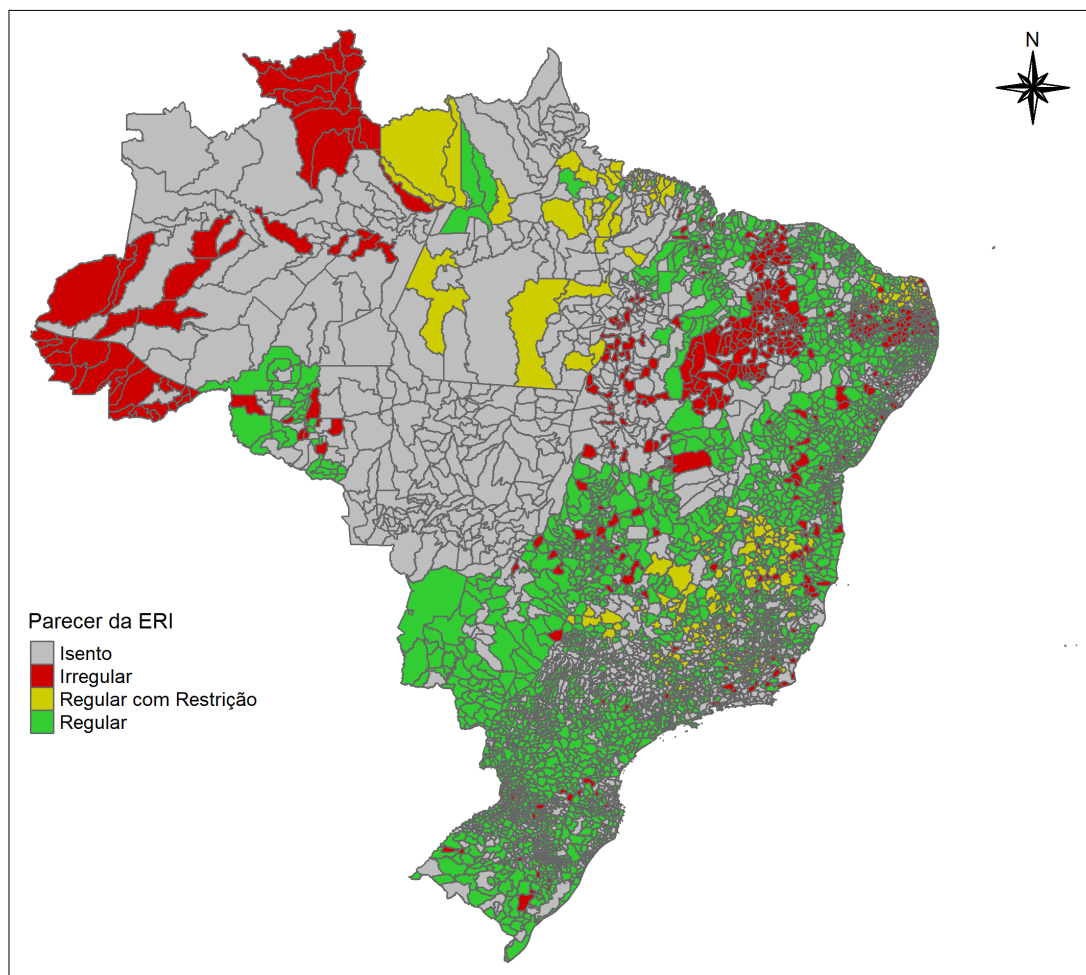 N
Parecer da ERI
Isento
Irregular
Regular com Restrição
Regular